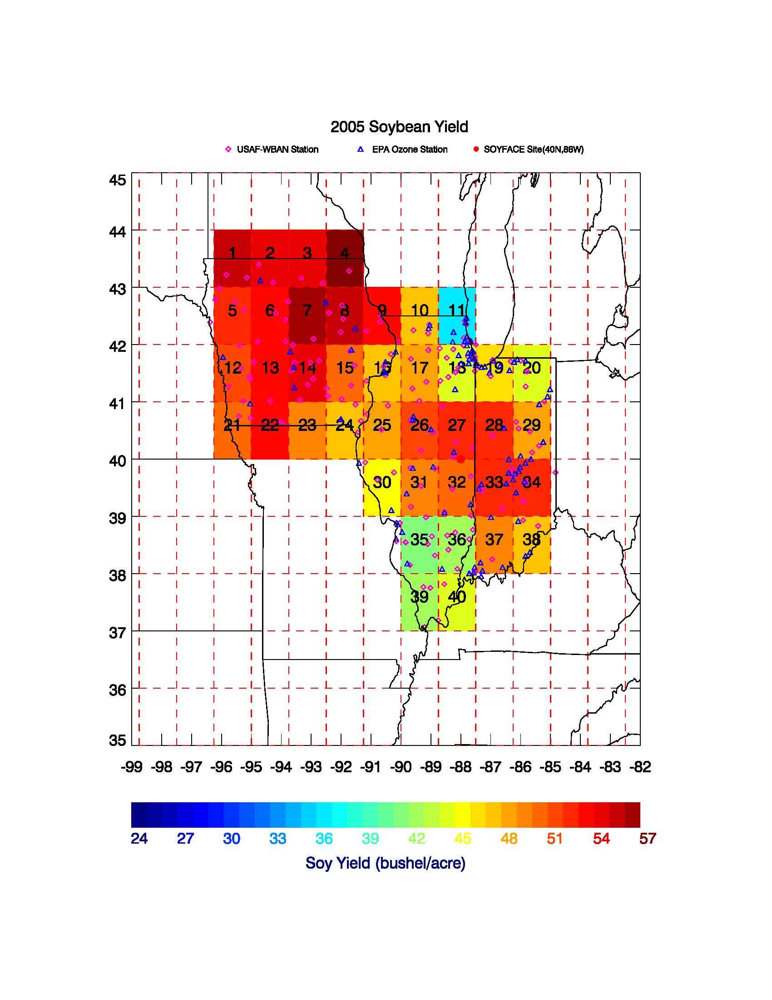 2005 Soybean Yield
USAF-WBAN Station EPA Ozone Station SOYFACE Site(40N,88W)
45
44
1 2 3 4
43
5 6 7 8 9 10 11
42
12 13 14 15 16 17 18 19 20
41
21 22 23 24 25 26 27 28 29
40
30 31 32 33 34
39
35 36 37 38
38
39 40
37
36
35
-99 -98 -97 -96 -95 -94 -93 -92 -91 -90 -89 -88 -87 -86 -85 -84 -83 -82
24 27 30 33 36 39 42 45 48 51 54 57
Soy Yield (bushel/acre)